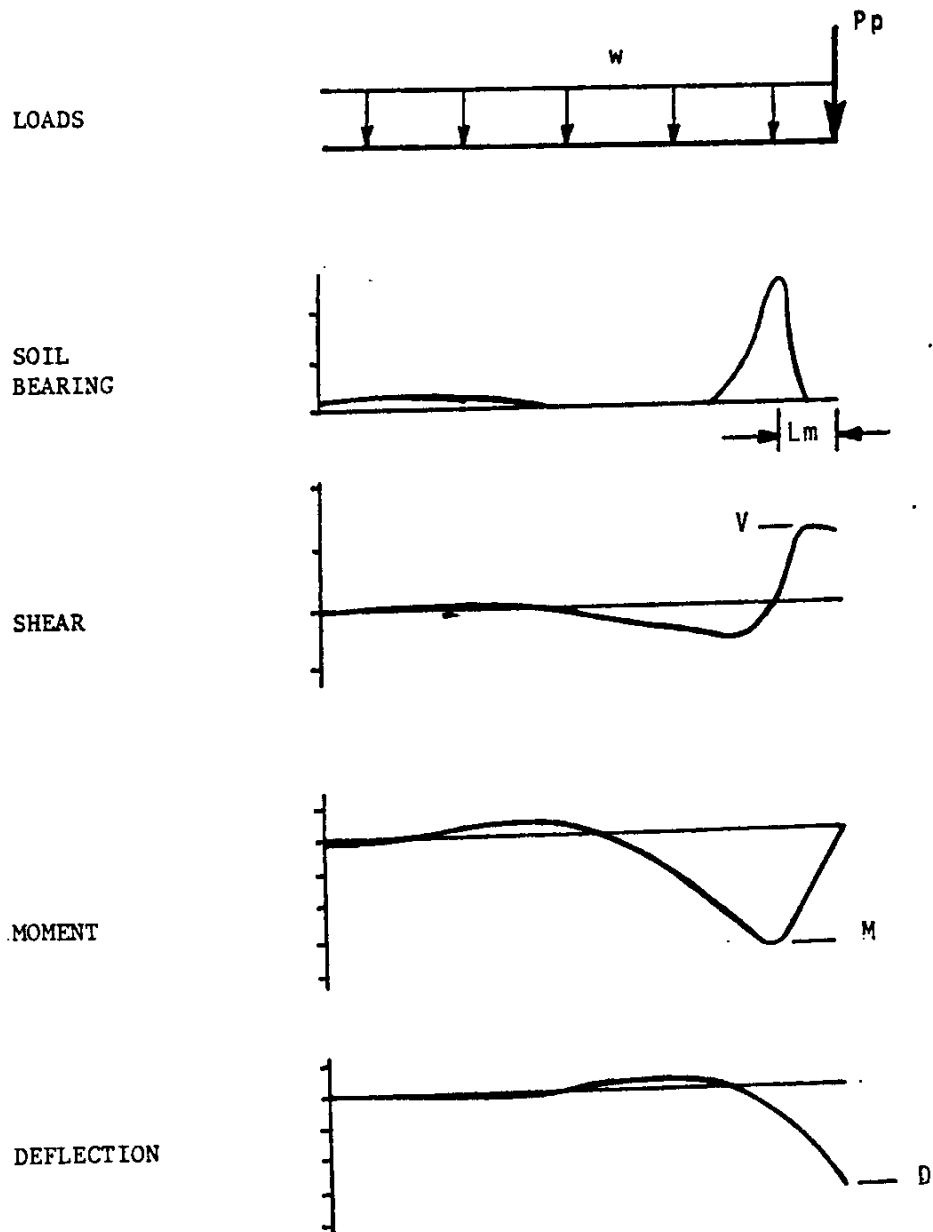 Pp
w
LOADS
SOIL
BEARING
Lm
V
SHEAR
MOMENT
M
DEFLECTION
D